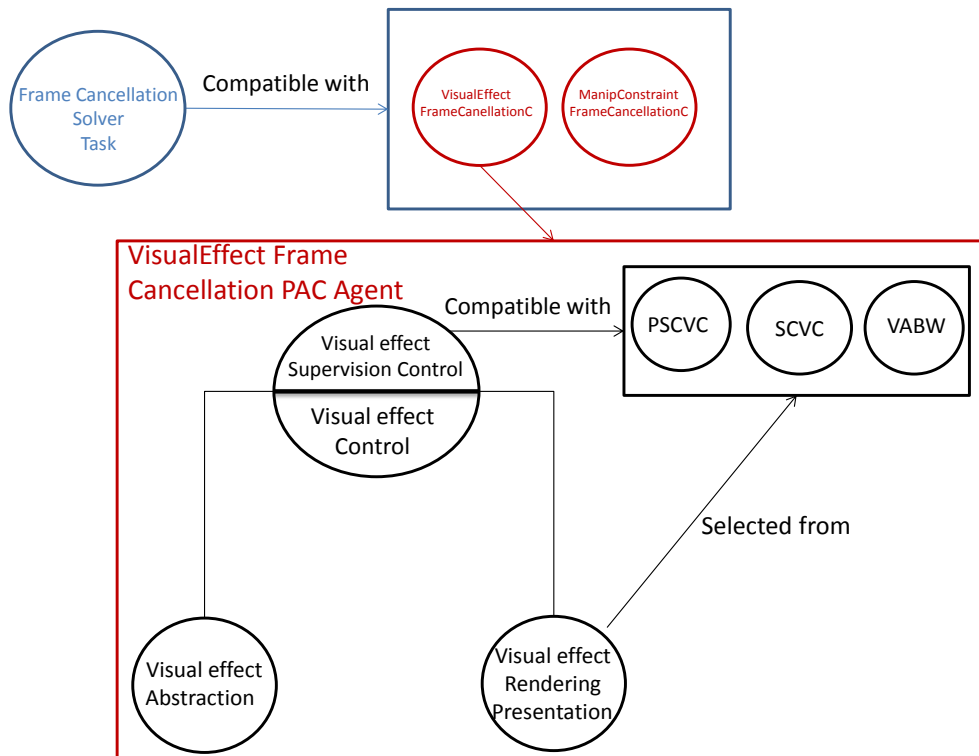 Frame Cancellation
Solver
Task
Compatible with
VisualEffect
FrameCanellationC
ManipConstraint
FrameCancellationC
VisualEffect Frame
Cancellation PAC Agent
Compatible with
PSCVC
SCVC
VABW
Visual effect
Supervision Control
Visual effect
Control
Selected from
Visual effect
Abstraction
Visual effect
Rendering
Presentation